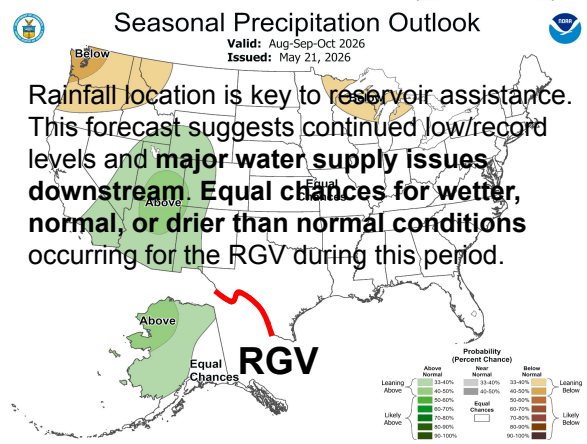 Seasonal Precipitation Outlook
Valid: Aug-Sep-Oct 2026
Issued: May 21, 2026
NOAA
Below
Rainfall location is key to reservoir assistance.
Below
This forecast suggests continued low/record
levels and major water supply issues
downstream. Equal chances for wetter,
Equal
Chances
Above
normal, or drier than normal conditions
occurring for the RGV during this period.
Above
Equal
Chances
RGV
Probability
(Percent Chance)
Above
Normal
Near
Normal
Below
Normal
Leaning
Above
33-40%
40-50%
33-40%
40-50%
33-40%
40-50%
Leaning
Below
Likely
Above
50-60%
60-70%
70-80%
80-90%
90-100%
Equal
Chances
50-60%
60-70%
70-80%
80-90%
90-100%
Likely
Below